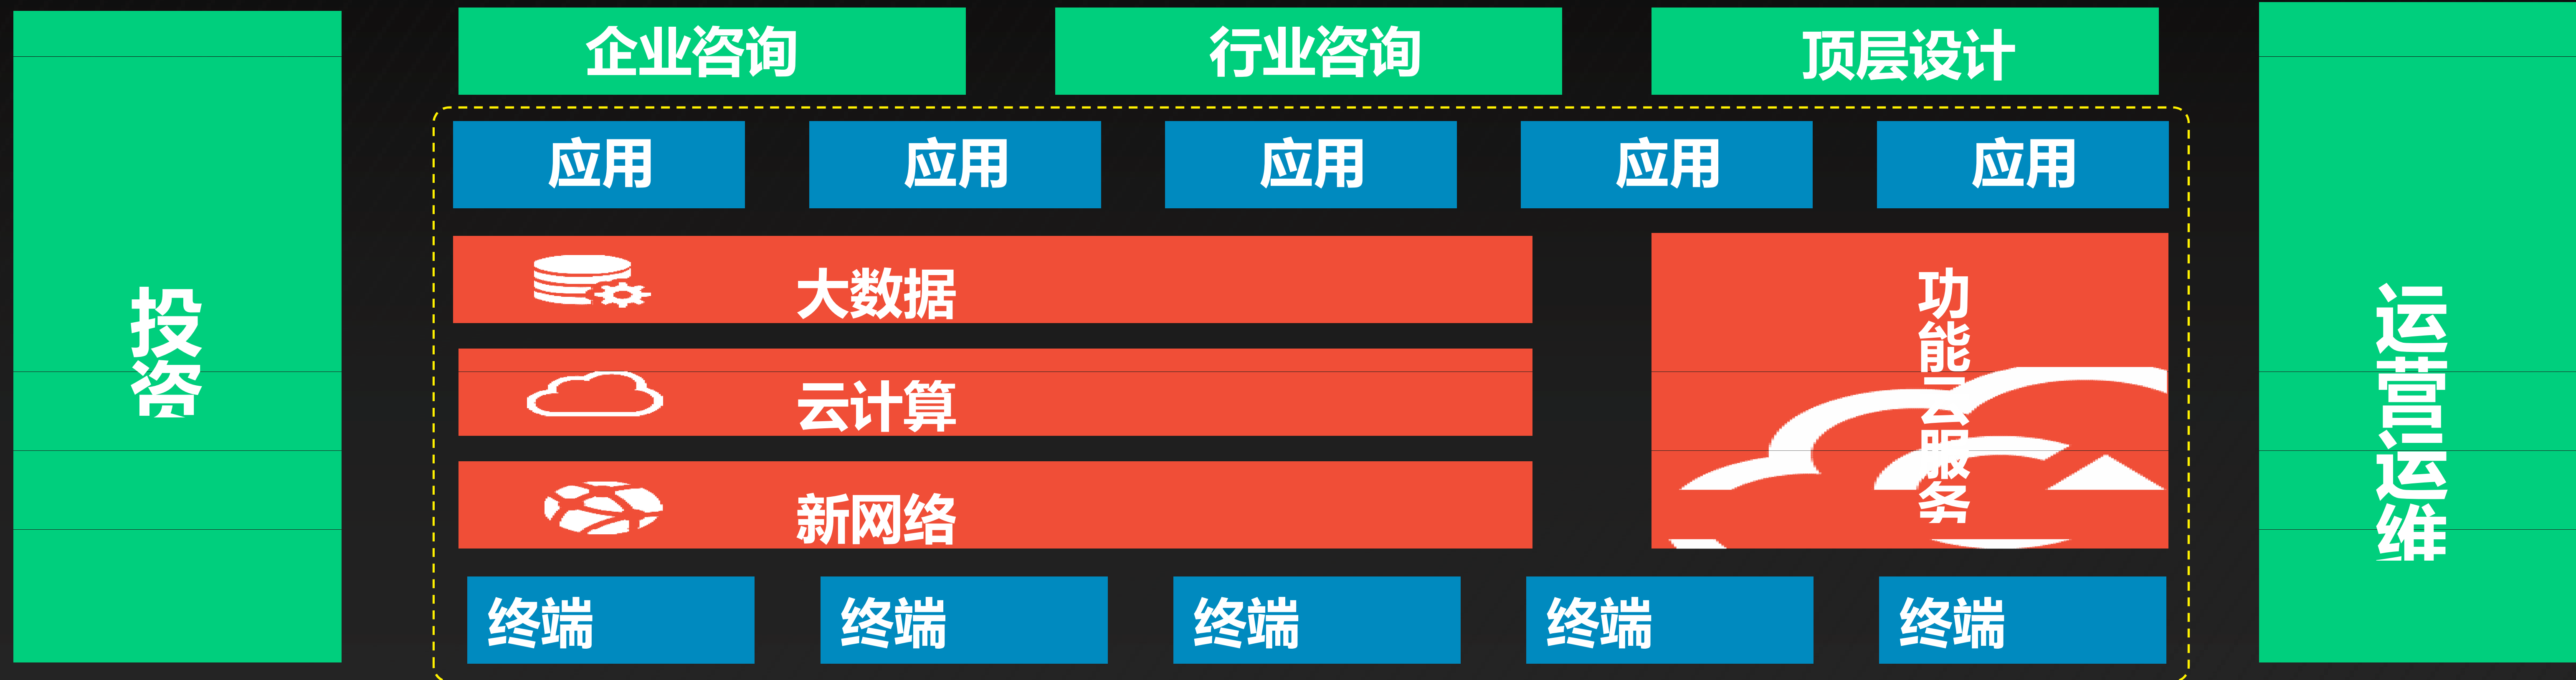 企业咨询
行业咨询
顶层设计
投资
应用
应用
应用
应用
应用
大数据
云计算
新网络
功能云服务
终端
终端
终端
终端
终端
运营运维